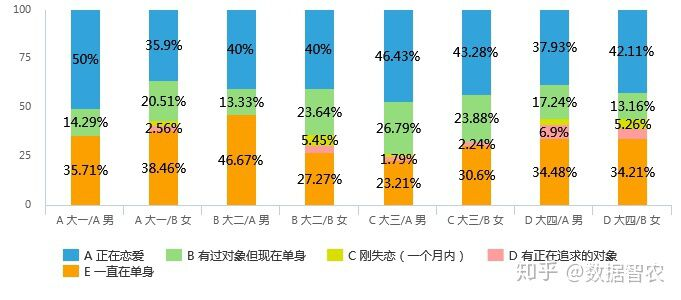 100
50%
35.9%
40%
40%
46.43%
43.28%
37.93%
42.11%
75
50
14.29%
20.51%
13.33%
23.64%
26.79%
23.88%
17.24%
13.16%
2.56%
5.45%
1.79%
2.24%
6.9%
5.26%
25
35.71%
38.46%
46.67%
27.27%
23.21%
30.6%
34.48%
34.21%
0
A 大一/A 男
A 大一/B 女
B 大二/A 男
B 大二/B 女
C 大三/A 男
C 大三/B 女
D 大四/A 男
D 大四/B 女
A 正在恋爱
B 有过对象但现在单身
C 刚失恋（一个月内）
D 有正在追求的对象
E 一直在单身
知乎 @数据智农